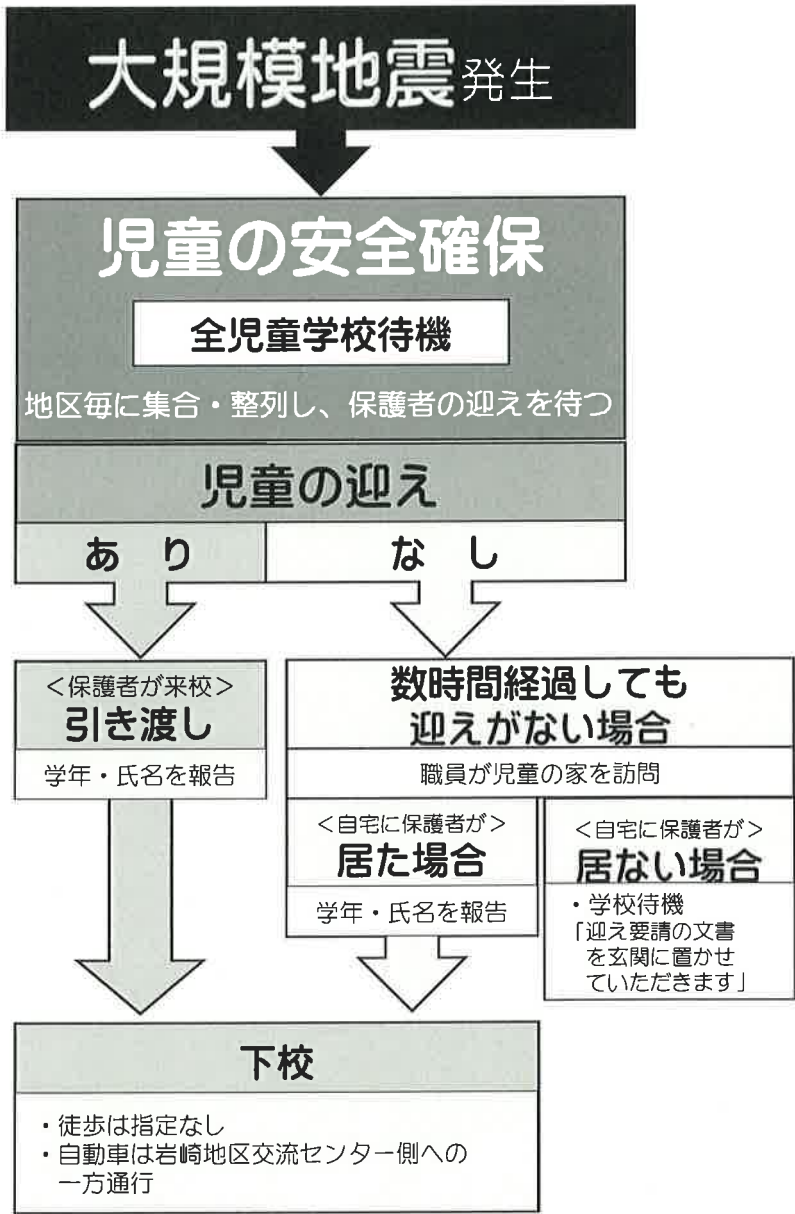 大規模地震発生
児童の安全確保
全児童学校待機
地区毎に集合・整列し、保護者の迎えを待つ
児童の迎え
あり
なし
＜保護者が来校＞
引き渡し
学年・氏名を報告
数時間経過しても
迎えがない場合
職員が児童の家を訪問
＜自宅に保護者が＞
居た場合
学年・氏名を報告
＜自宅に保護者が＞
居ない場合
・学校待機
「迎え要請の文書
を玄関に置かせ
ていただきます」
下校
・徒歩は指定なし
・自動車は岩崎地区交流センター側への
一方通行